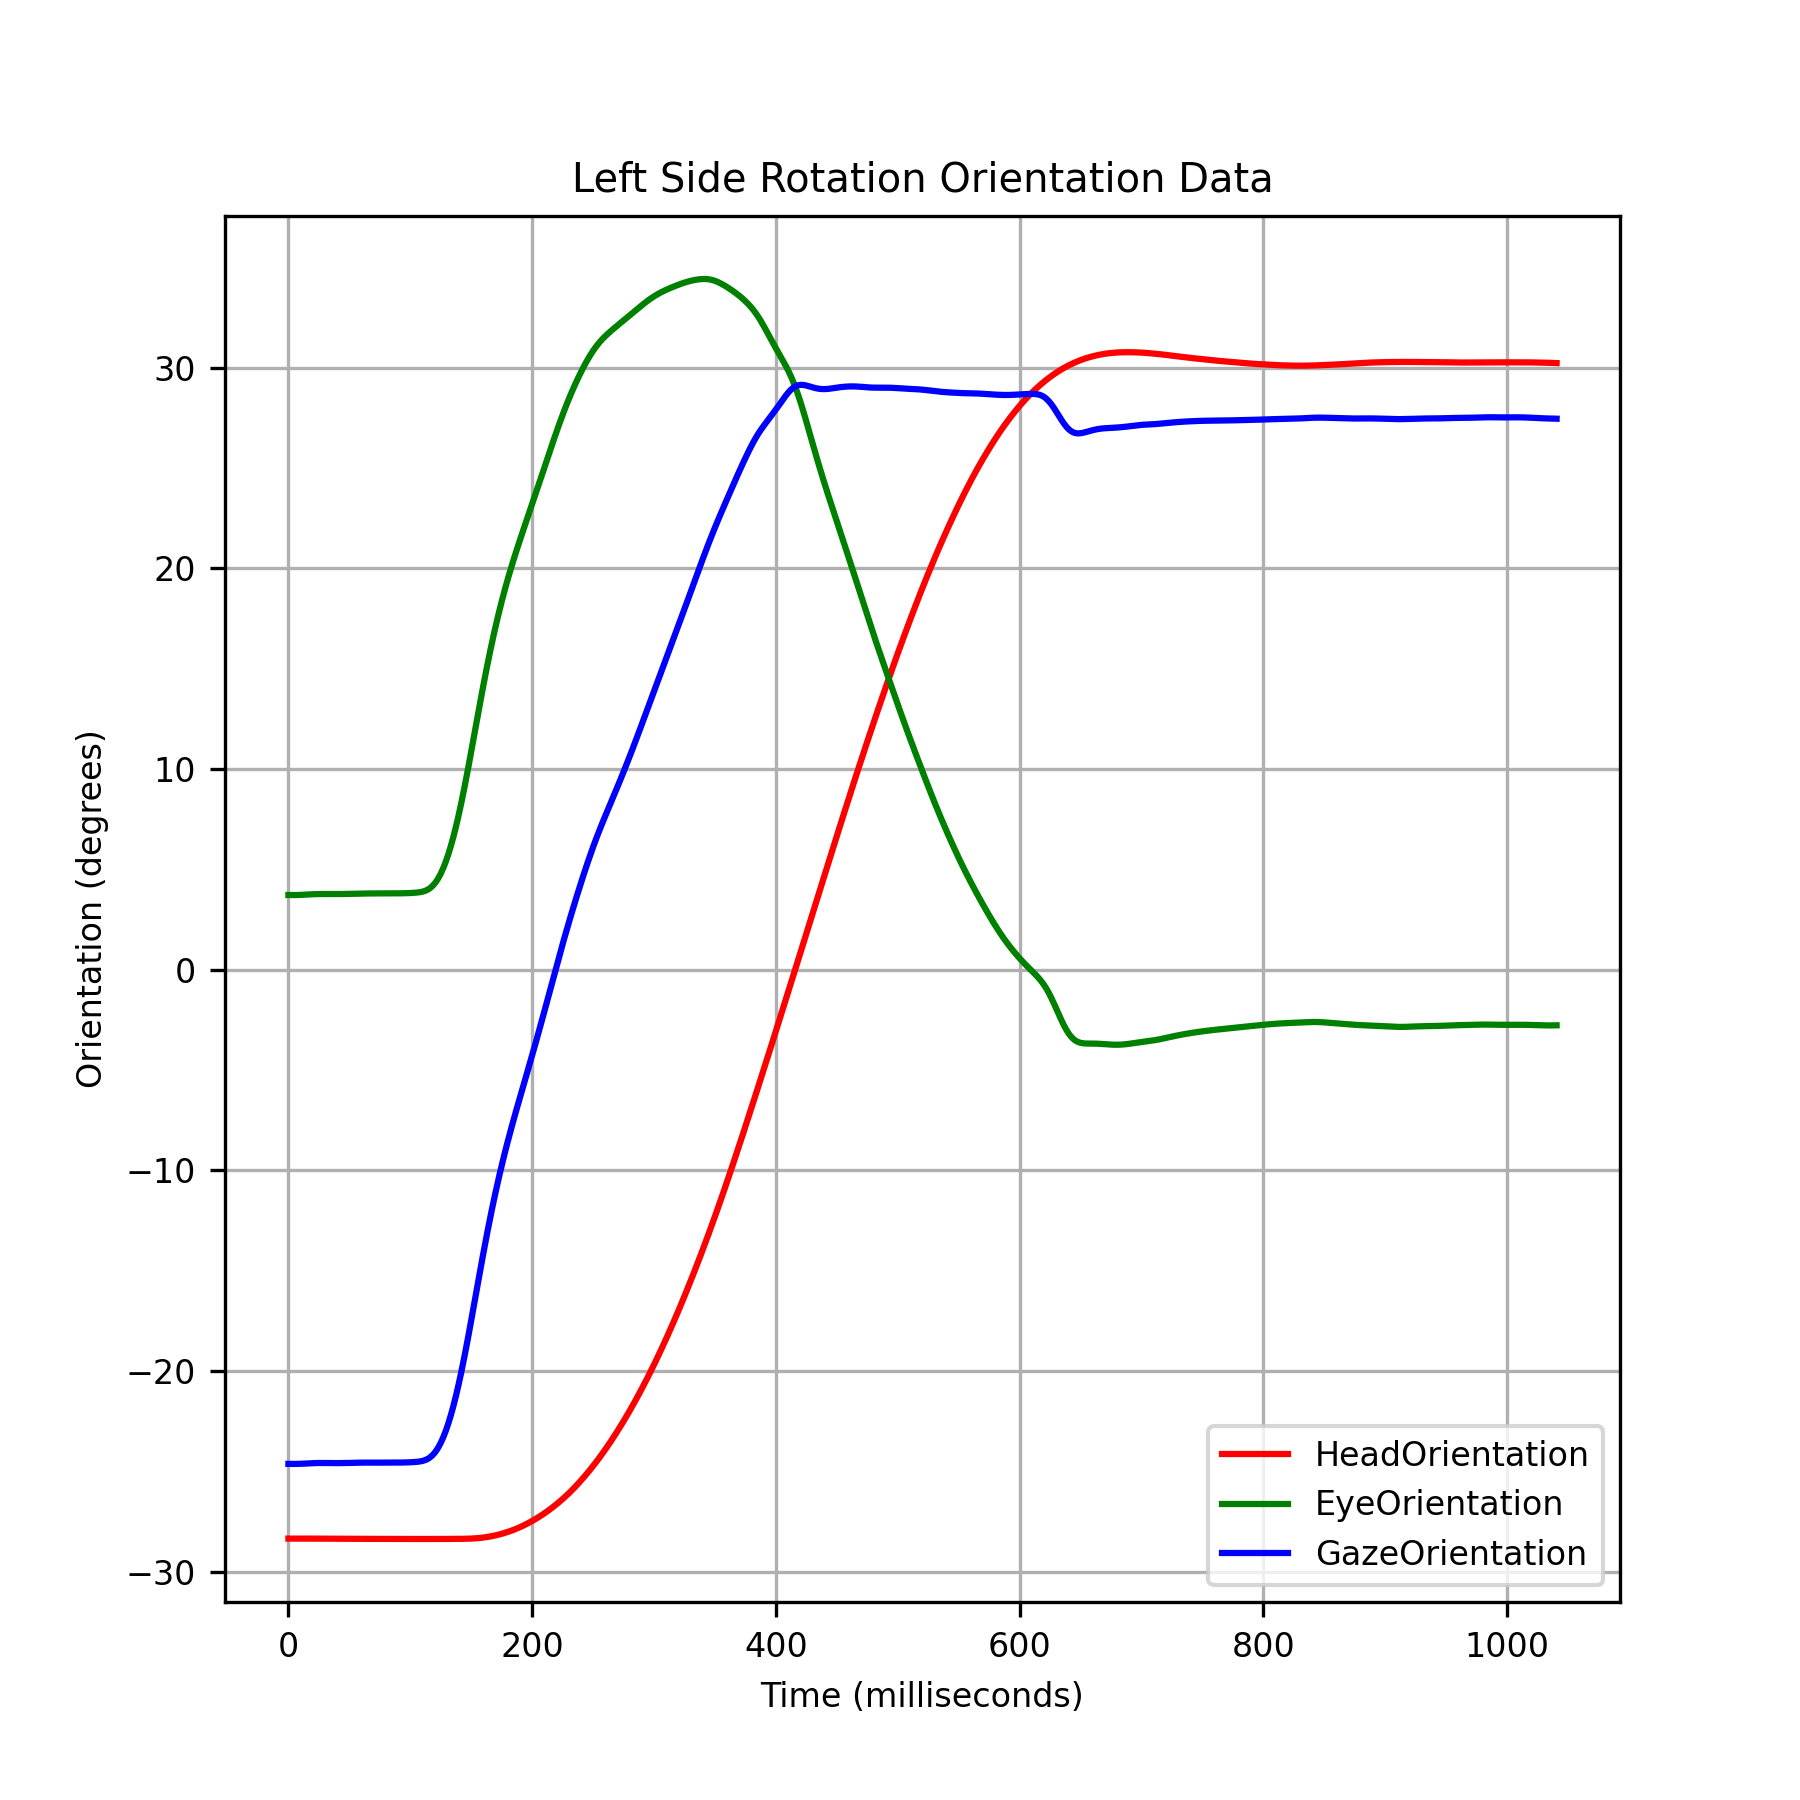 Left Side Rotation Orientation Data
Orientation (degrees)
30
20
10
0
−10
−20
−30
HeadOrientation
EyeOrientation
GazeOrientation
0 200 400 600 800 1000
Time (milliseconds)